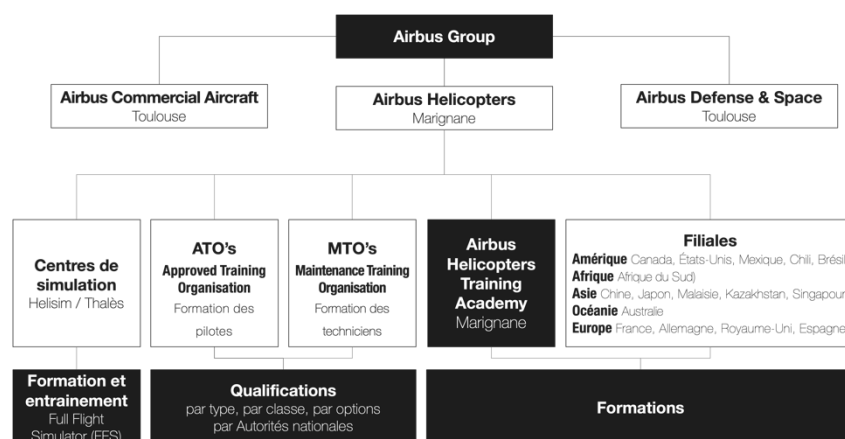 Airbus Group
Airbus Commercial Aircraft
Toulouse
Airbus Helicopters
Marignane
Airbus Defense & Space
Toulouse
Centres de
simulation
Helisim / Thalès
ATO's
Approved Training
Organisation
Formation des
pilotes
MTO's
Maintenance Training
Organisation
Formation des
techniciens
Airbus
Helicopters
Training
Academy
Marignane
Filiales
Amérique Canada, États-Unis, Mexique, Chili, Brésil
Afrique Afrique du Sud)
Asie Chine, Japon, Malaisie, Kazakhstan, Singapour
Océanie Australie
Europe France, Allemagne, Royaume-Uni, Espagne
Formation et
entrainement
Full Flight
Simulator (FFS)
Qualifications
par type, par classe, par options
par Autorités nationales
Formations